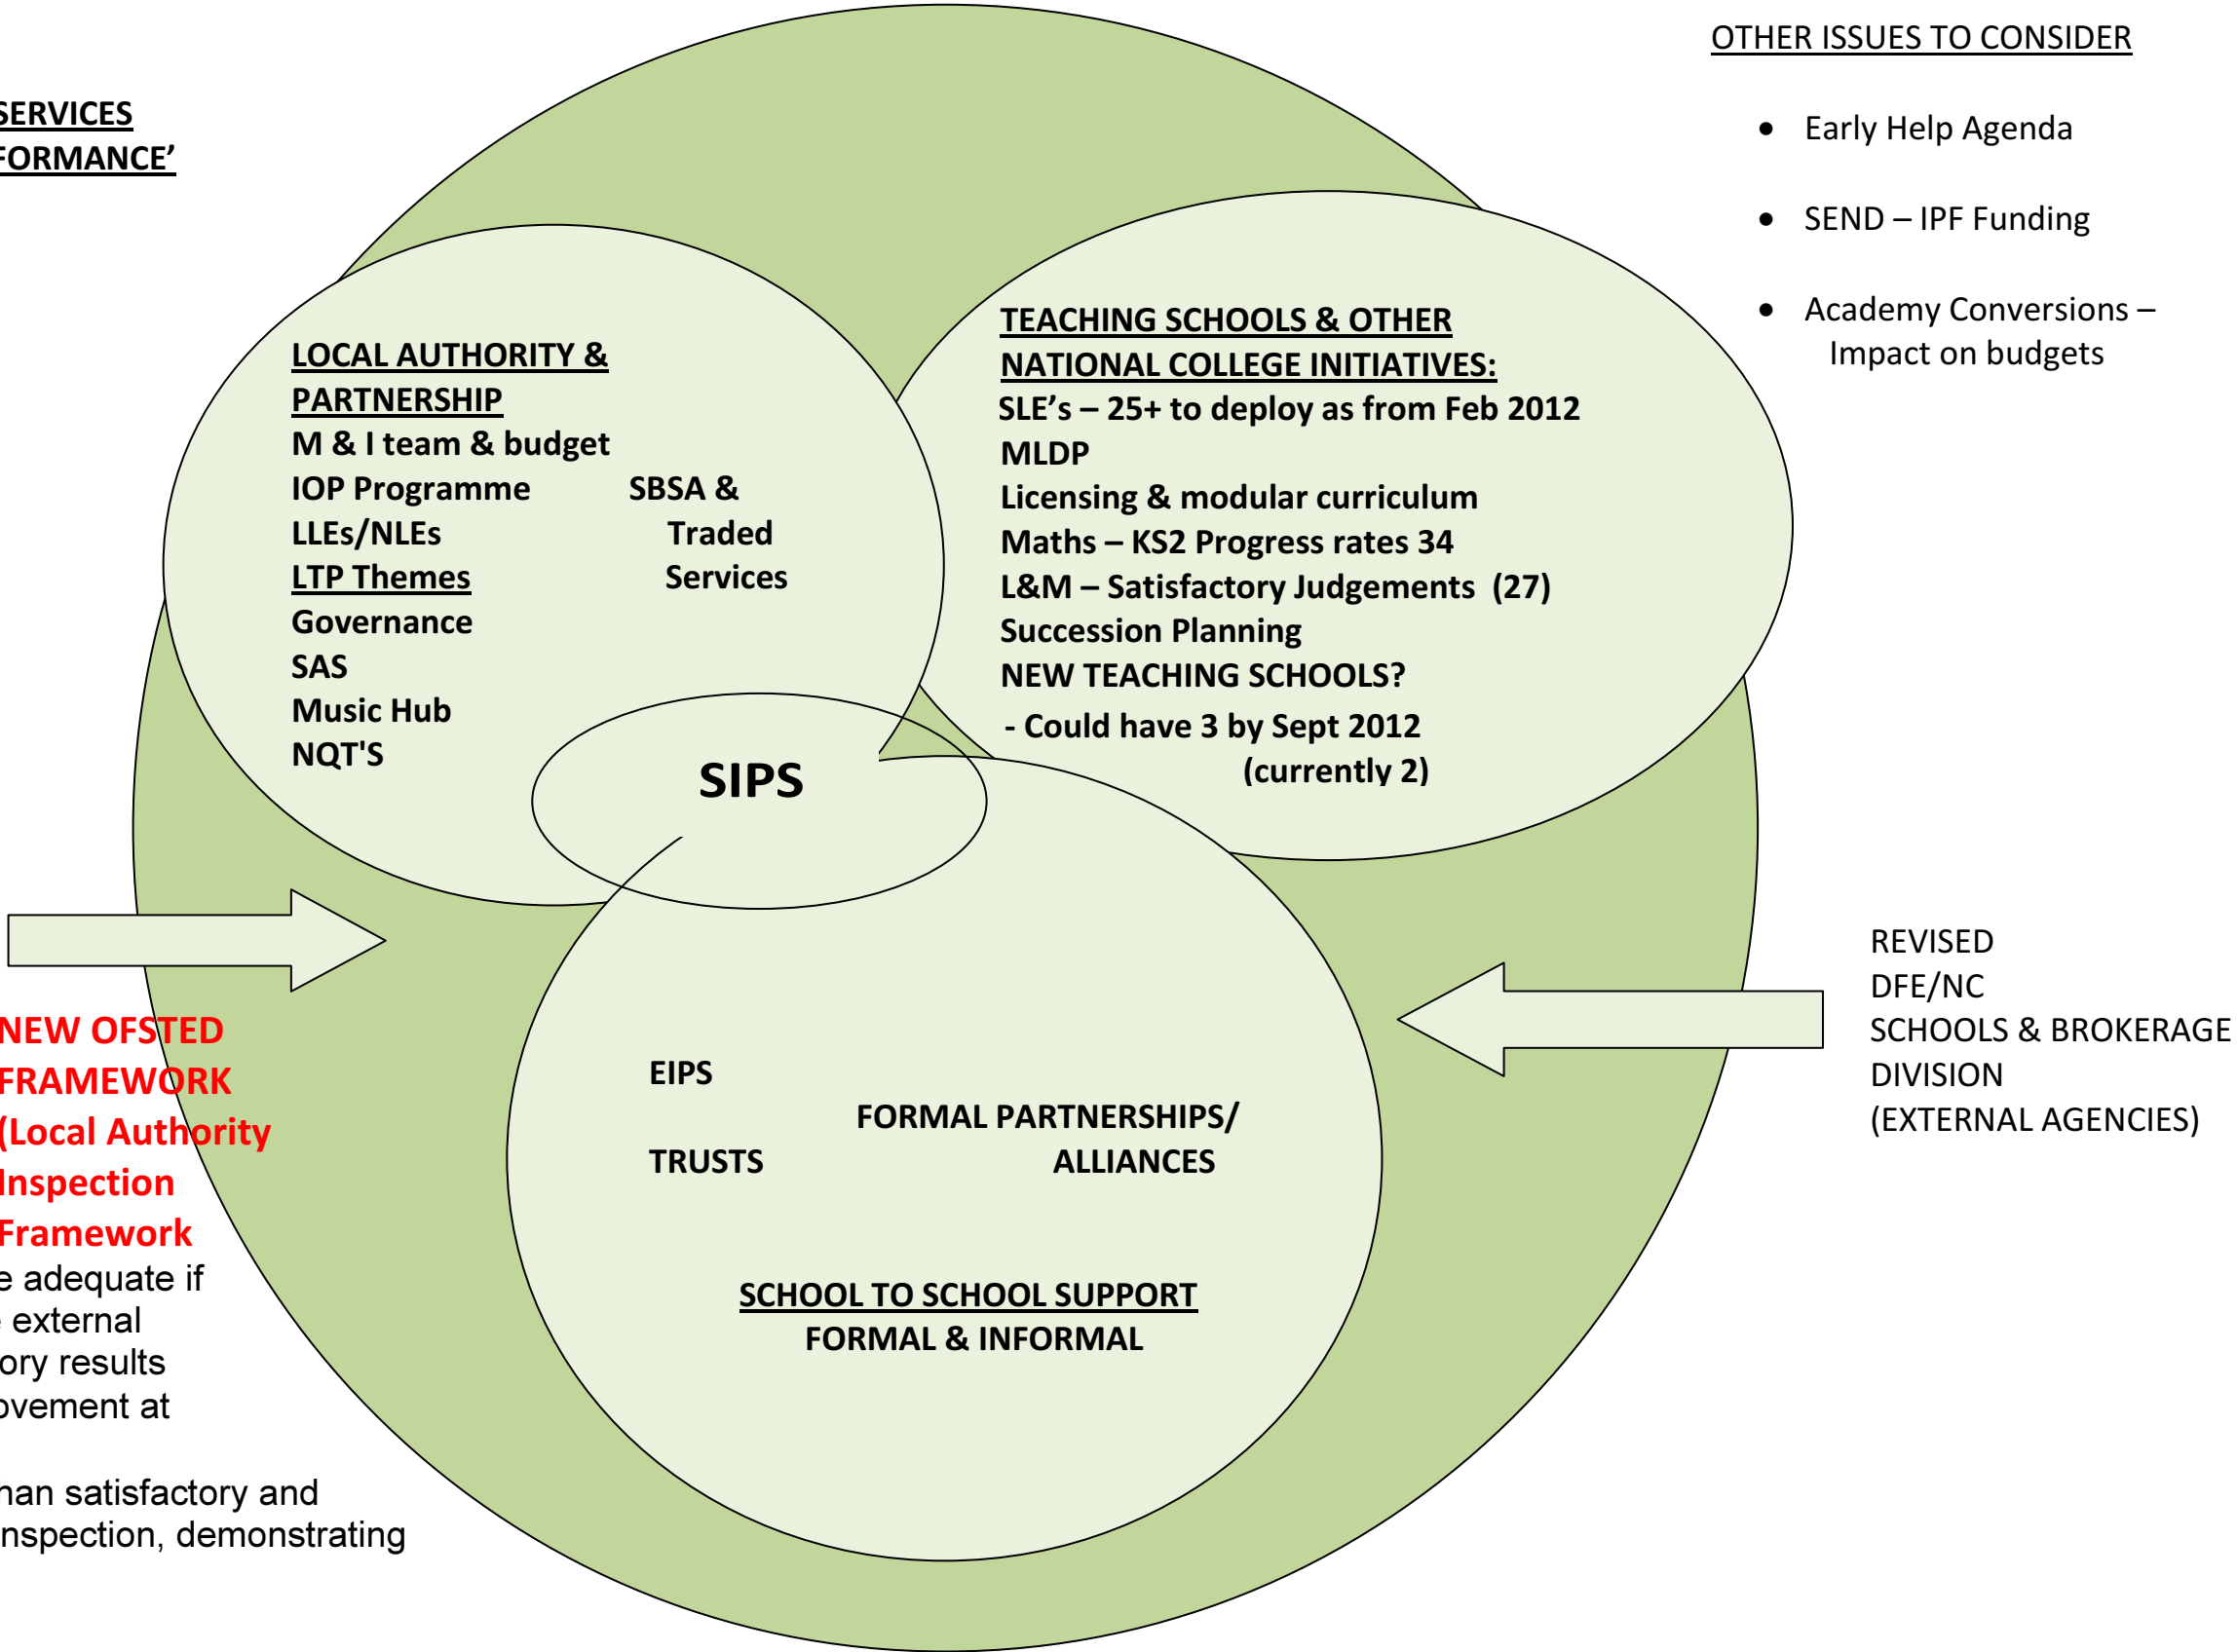 SERVICES
FORMANCE’
OTHER ISSUES TO CONSIDER
• Early Help Agenda
• SEND – IPF Funding
• Academy Conversions –
Impact on budgets
LOCAL AUTHORITY &
PARTNERSHIP
M & I team & budget
IOP Programme SBSA &
LLEs/NLEs Traded
LTP Themes Services
Governance
SAS
Music Hub
NQT'S
TEACHING SCHOOLS & OTHER
NATIONAL COLLEGE INITIATIVES:
SLE’s – 25+ to deploy as from Feb 2012
MLDP
Licensing & modular curriculum
Maths – KS2 Progress rates 34
L&M – Satisfactory Judgements (27)
Succession Planning
NEW TEACHING SCHOOLS?
- Could have 3 by Sept 2012
(currently 2)
SIPS
NEW OFSTED
FRAMEWORK
(Local Authority
Inspection
Framework
e adequate if
e external
ory results
ovement at
han satisfactory and
nspection, demonstrating
EIPS
FORMAL PARTNERSHIPS/
TRUSTS ALLIANCES
SCHOOL TO SCHOOL SUPPORT
FORMAL & INFORMAL
REVISED
DFE/NC
SCHOOLS & BROKERAGE
DIVISION
(EXTERNAL AGENCIES)